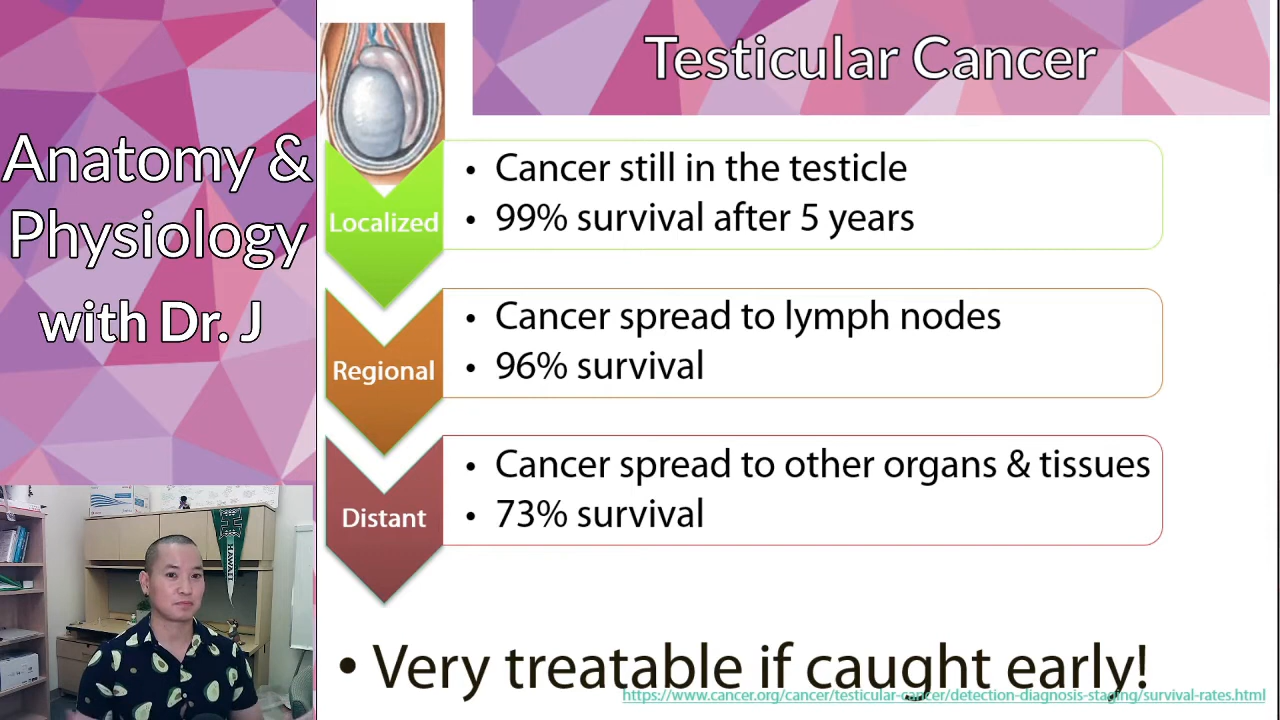 Anatomy &
Physiology
with Dr. J
Testicular Cancer
Localized
• Cancer still in the testicle
• 99% survival after 5 years
Regional
• Cancer spread to lymph nodes
• 96% survival
Distant
• Cancer spread to other organs & tissues
• 73% survival
• Very treatable if caught early!
https://www.cancer.org/cancer/testicular-cancer/detection-diagnosis-staging/survival-rates.html
HAWAII